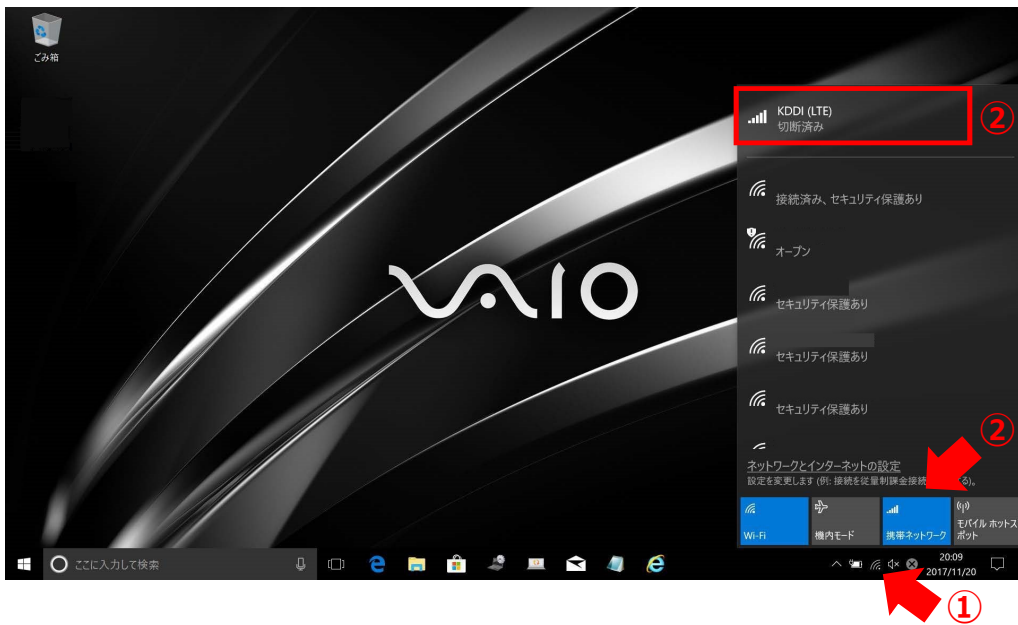 ごみ箱
KDDI (LTE)
切断済み
②
接続済み、セキュリティ保護あり
オープン
セキュリティ保護あり
セキュリティ保護あり
セキュリティ保護あり
VAIO
②
ネットワークとインターネットの設定
設定を変更します (例: 接続を従量制課金接続
る)。
Wi-Fi
機内モード
携帯ネットワーク
モバイル ホットス
ポット
ここに入力して検索
20:09
2017/11/20
①